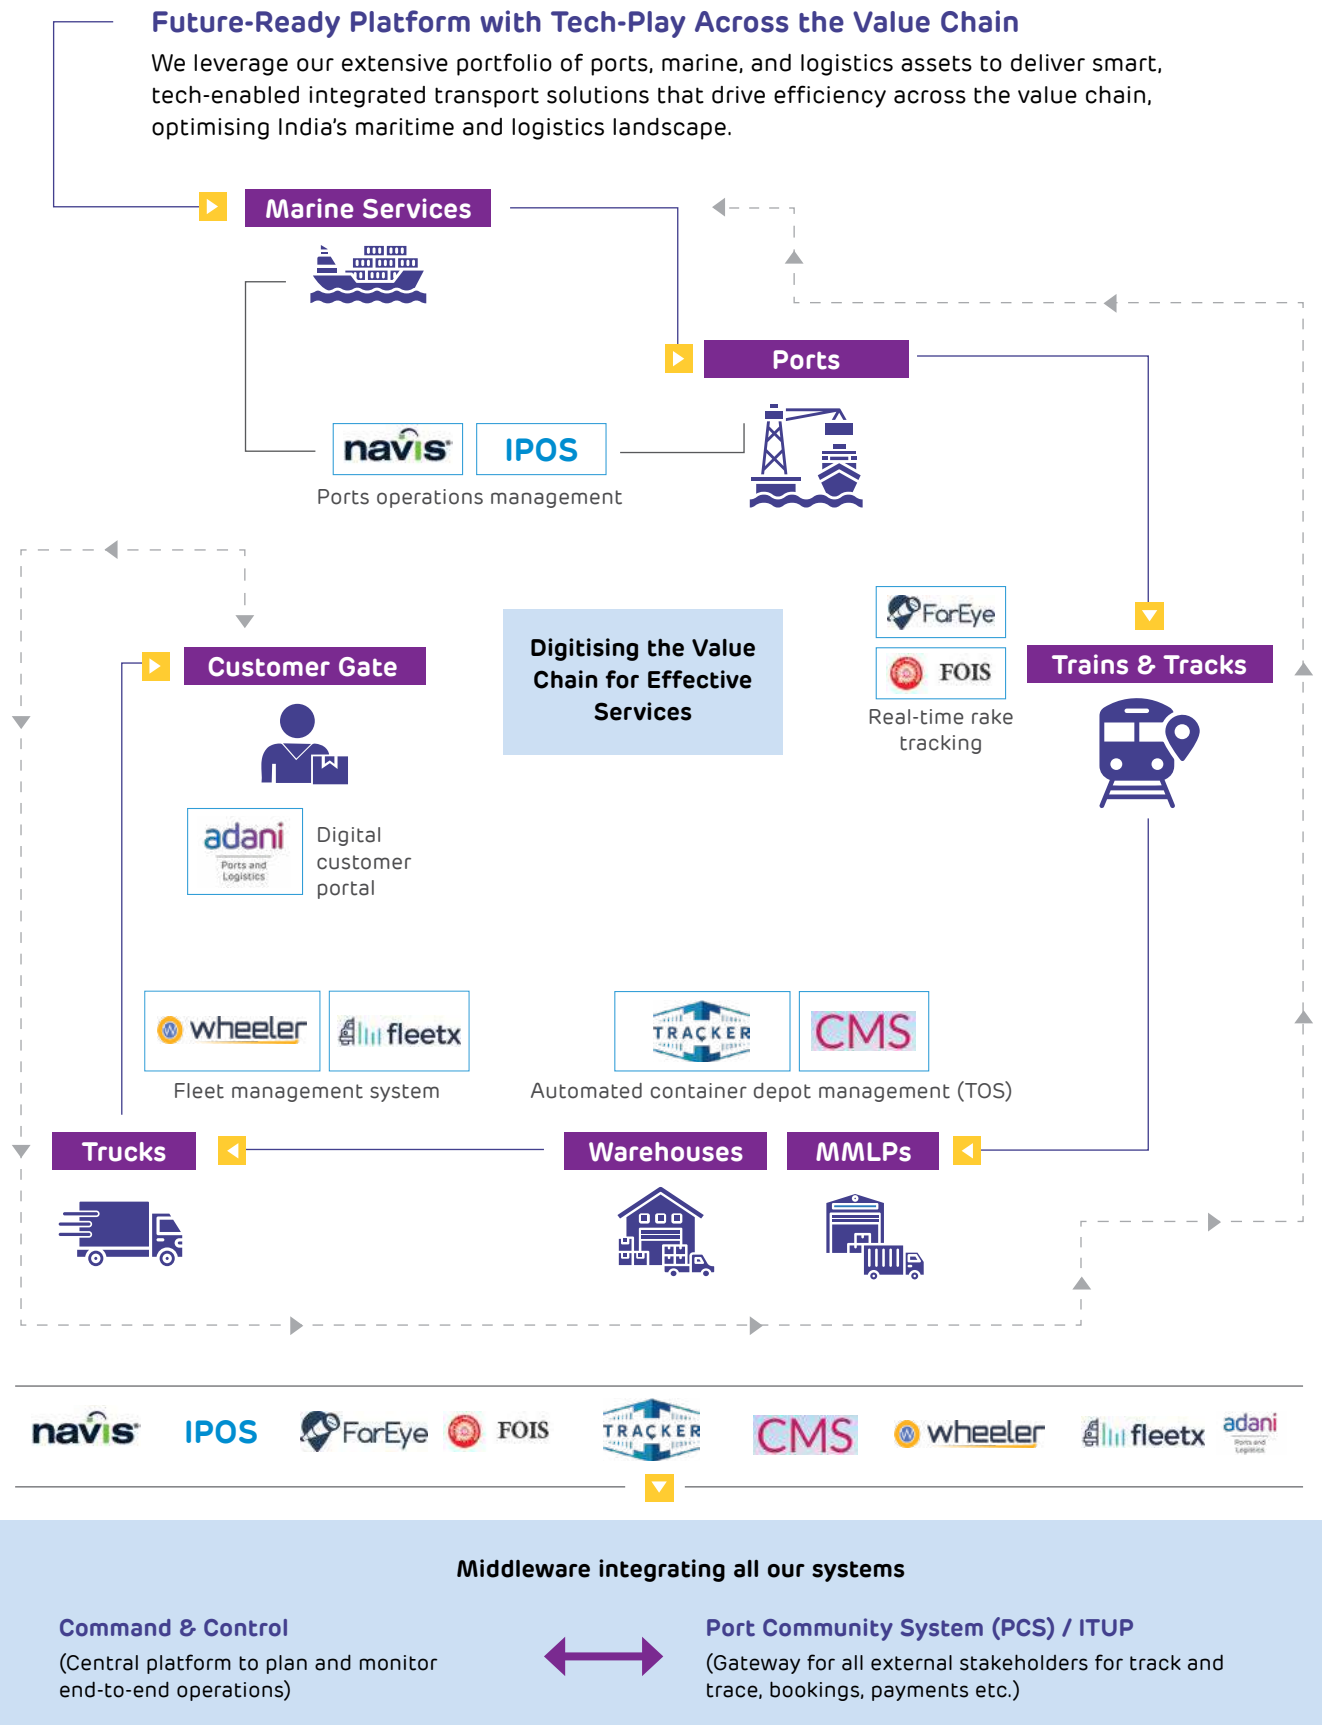 Future-Ready Platform with Tech-Play Across the Value Chain
We leverage our extensive portfolio of ports, marine, and logistics assets to deliver smart,
tech-enabled integrated transport solutions that drive efficiency across the value chain,
optimising India's maritime and logistics landscape.
Marine Services
Ports
navis IPOS
Ports operations management
FarEye
FOIS
Real-time rake
tracking
Trains & Tracks
Digitising the Value
Chain for Effective
Services
Customer Gate
adani
Ports and
Logistics
Digital
customer
portal
wheeler fleetx
Fleet management system
TRACKER CMS
Automated container depot management (TOS)
Trucks
Warehouses
MMLPs
navis IPOS FarEye FOIS TRACKER CMS wheeler fleetx adani
Ports and
Logistics
Middleware integrating all our systems
Command & Control
(Central platform to plan and monitor
end-to-end operations)
Port Community System (PCS) / ITUP
(Gateway for all external stakeholders for track and
trace, bookings, payments etc.)